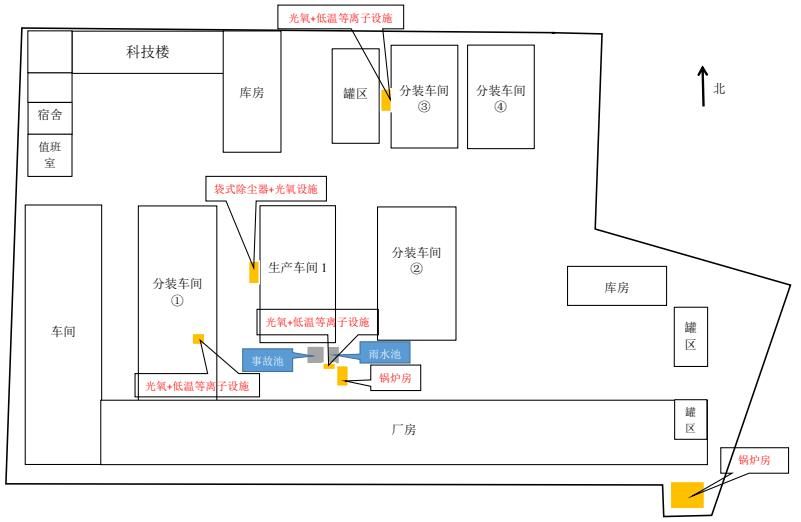 光氧+低温等离子设施
科技楼
库房
罐区
分装车间
③
分装车间
④
北
宿舍
值班
室
袋式除尘器+光氧设施
车间
分装车间
①
生产车间 1
分装车间
②
库房
罐
区
光氧+低温等离子设施
事故池
雨水池
光氧+低温等离子设施
锅炉房
厂房
罐
区
锅炉房